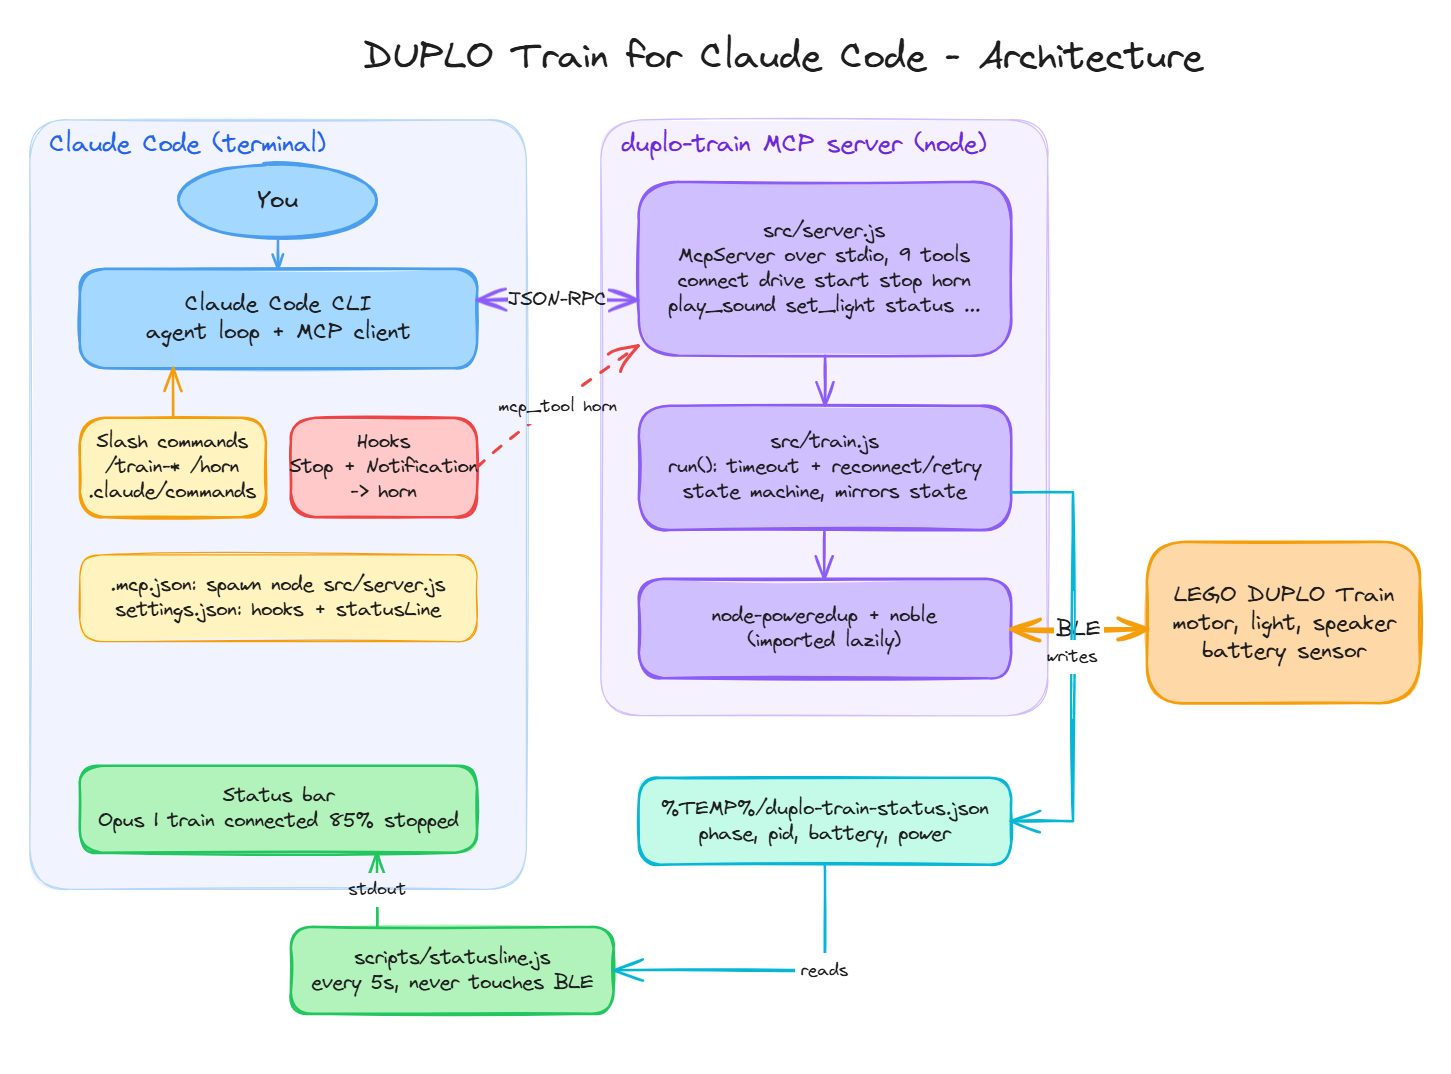 DUPLO Train for Claude Code - Architecture
Claude Code (terminal)
You
Claude Code CLI
agent loop + MCP client
Slash commands
/train-* /horn
.claude/commands
Hooks
Stop + Notification
-> horn
.mcp.json: spawn node src/server.js
settings.json: hooks + statusLine
Status bar
Opus | train connected 85% stopped
stdout
scripts/statusline.js
every 5s, never touches BLE
JSON-RPC
mcp_tool horn
duplo-train MCP server (node)
src/server.js
McpServer over stdio, 9 tools
connect drive start stop horn
play_sound set_light status ...
src/train.js
run(): timeout + reconnect/retry
state machine, mirrors state
node-poweredup + noble
(imported lazily)
BLE
writes
LEGO DUPLO Train
motor, light, speaker
battery sensor
%TEMP%/duplo-train-status.json
phase, pid, battery, power
reads